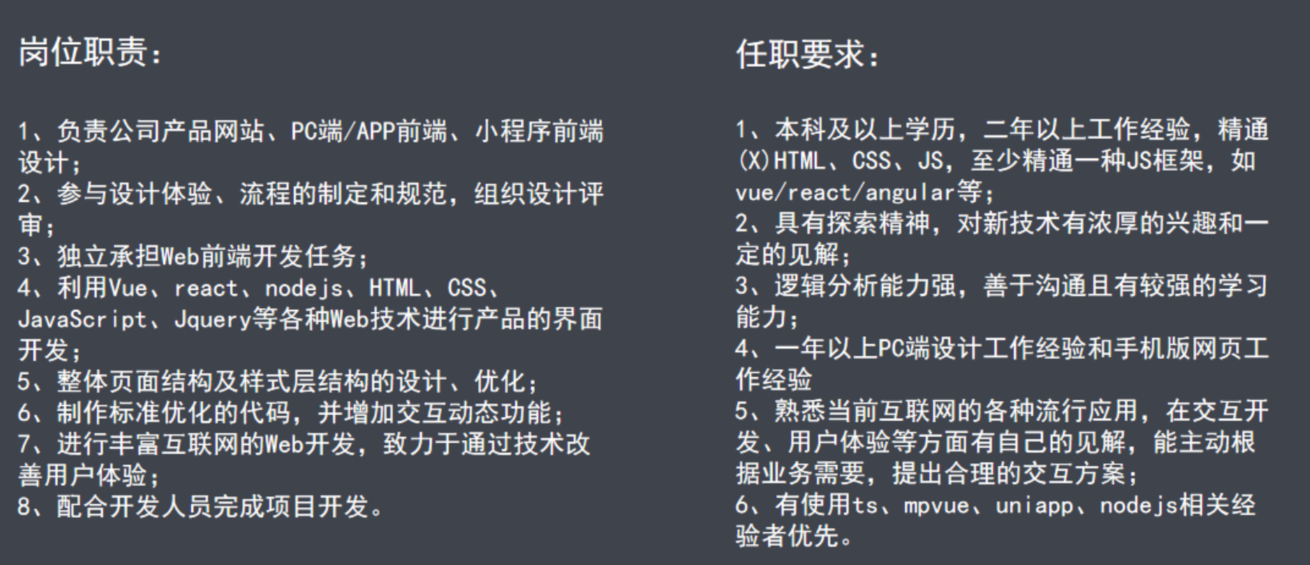 岗位职责：
1、负责公司产品网站、PC端/APP前端、小程序前端
设计；
2、参与设计体验、流程的制定和规范，组织设计评
审；
3、独立承担Web前端开发任务；
4、利用Vue、react、nodejs、HTML、CSS、
JavaScript、Jquery等各种Web技术进行产品的界面
开发；
5、整体页面结构及样式层结构的设计、优化；
6、制作标准优化的代码，并增加交互动态功能；
7、进行丰富互联网的Web开发，致力于通过技术改
善用户体验；
8、配合开发人员完成项目开发。
任职要求：
1、本科及以上学历，二年以上工作经验，精通
(X)HTML、CSS、JS，至少精通一种JS框架，如
vue/react/angular等；
2、具有探索精神，对新技术有浓厚的兴趣和一
定的见解；
3、逻辑分析能力强，善于沟通且有较强的学习
能力；
4、一年以上PC端设计工作经验和手机版网页工
作经验
5、熟悉当前互联网的各种流行应用，在交互开
发、用户体验等方面有自己的见解，能主动根
据业务需要，提出合理的交互方案；
6、有使用ts、mpvue、uniapp、nodejs相关经
验者优先。